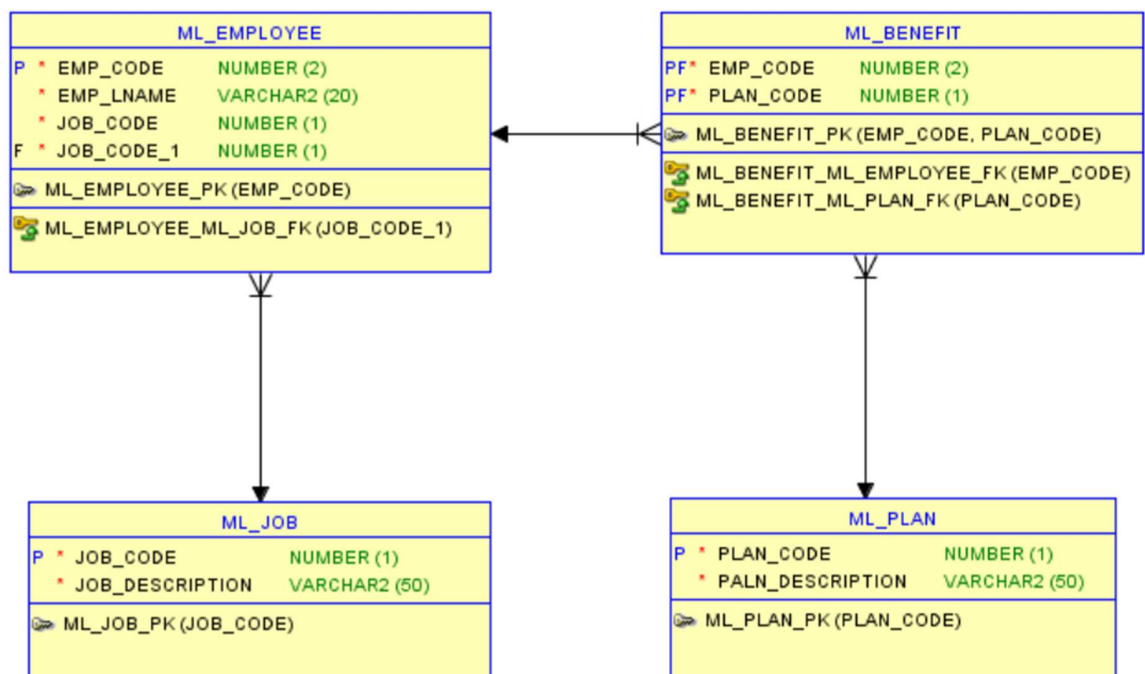 ML_EMPLOYEE
P * EMP_CODE NUMBER (2)
* EMP_LNAME VARCHAR2 (20)
* JOB_CODE NUMBER (1)
F * JOB_CODE_1 NUMBER (1)
ML_EMPLOYEE_PK (EMP_CODE)
ML_EMPLOYEE_ML_JOB_FK (JOB_CODE_1)
ML_BENEFIT
PF* EMP_CODE NUMBER (2)
PF* PLAN_CODE NUMBER (1)
ML_BENEFIT_PK (EMP_CODE, PLAN_CODE)
ML_BENEFIT_ML_EMPLOYEE_FK (EMP_CODE)
ML_BENEFIT_ML_PLAN_FK (PLAN_CODE)
ML_JOB
P * JOB_CODE NUMBER (1)
* JOB_DESCRIPTION VARCHAR2 (50)
ML_JOB_PK (JOB_CODE)
ML_PLAN
P * PLAN_CODE NUMBER (1)
* PALN_DESCRIPTION VARCHAR2 (50)
ML_PLAN_PK (PLAN_CODE)